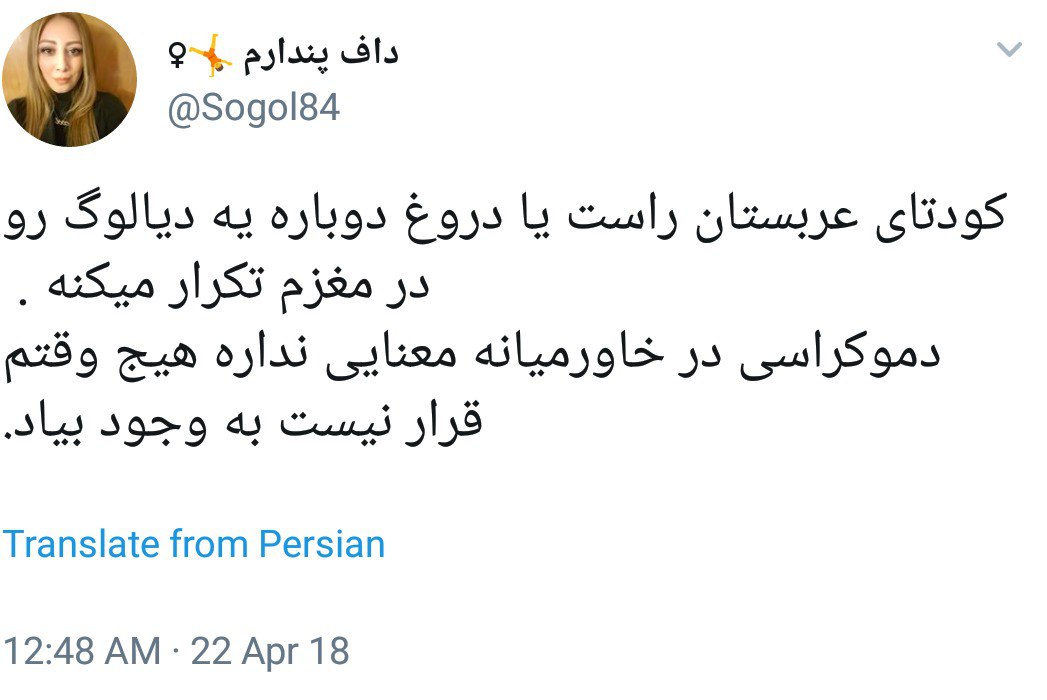 داف پندارم 🤸♀
@Sogol84
کودتای عربستان راست یا دروغ دوباره یه دیالوگ رو
در مغزم تکرار میکنه .
دموکراسی در خاورمیانه معنایی نداره هیچ وقتم
قرار نیست به وجود بیاد.
Translate from Persian
12:48 AM · 22 Apr 18